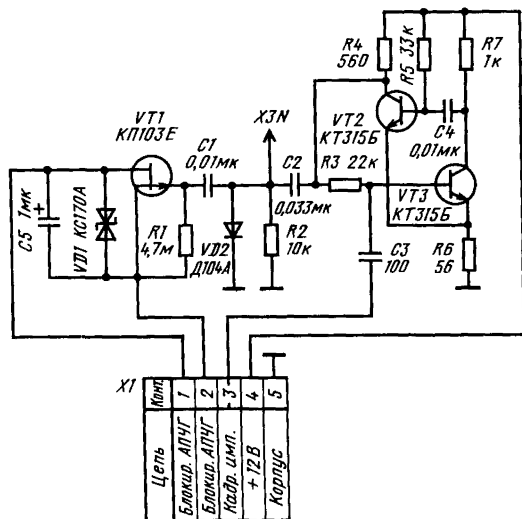 R4
560
R5 33к
R7
1к
VT1
КП103Е
X3N
VT2
КТ315Б
C1
0,01мк
C2
0,033мк
R3 22к
C4
0,01мк
VT3
КТ315Б
C5 1мк
+
VD1 КС170А
R1
4,7м
VD2
Д104А
R2
10к
C3
100
R6
56
X1
Конт.
1
2
3
4
5
Цепь
Блокир. АПЧГ
Блокир. АПЧГ
Кадр. имп.
+12В
Корпус